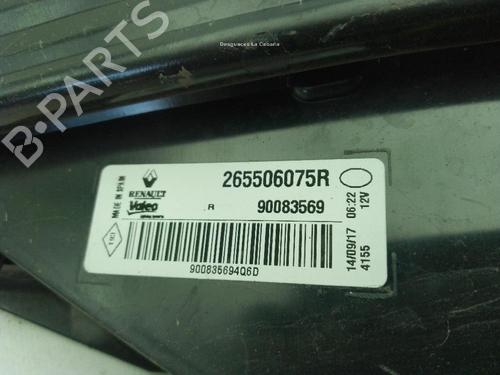 Desguaces La Cabaña
B-PARTS
MADE IN SPAIN
RENAULT
Valeo
265506075R
R 90083569
14/09/17 06:22
4155 12V
900835694Q6D